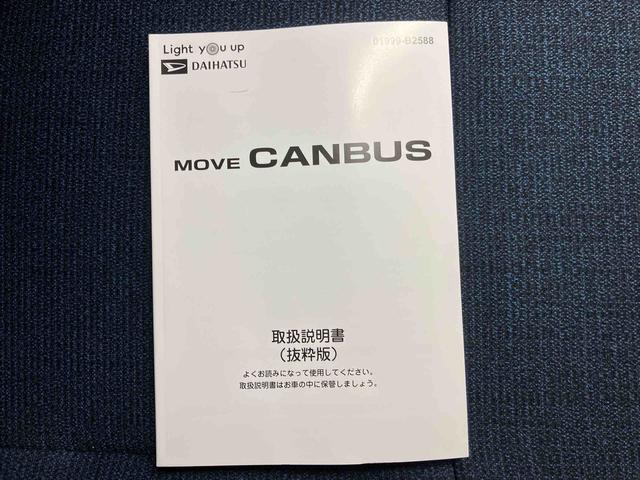 Light you up
01999-B2588
DAIHATSU
MOVE CANBUS
取扱説明書
（抜粋版）
よくお読みになって使用してください。
取扱説明書はお車の中に保管しましょう。